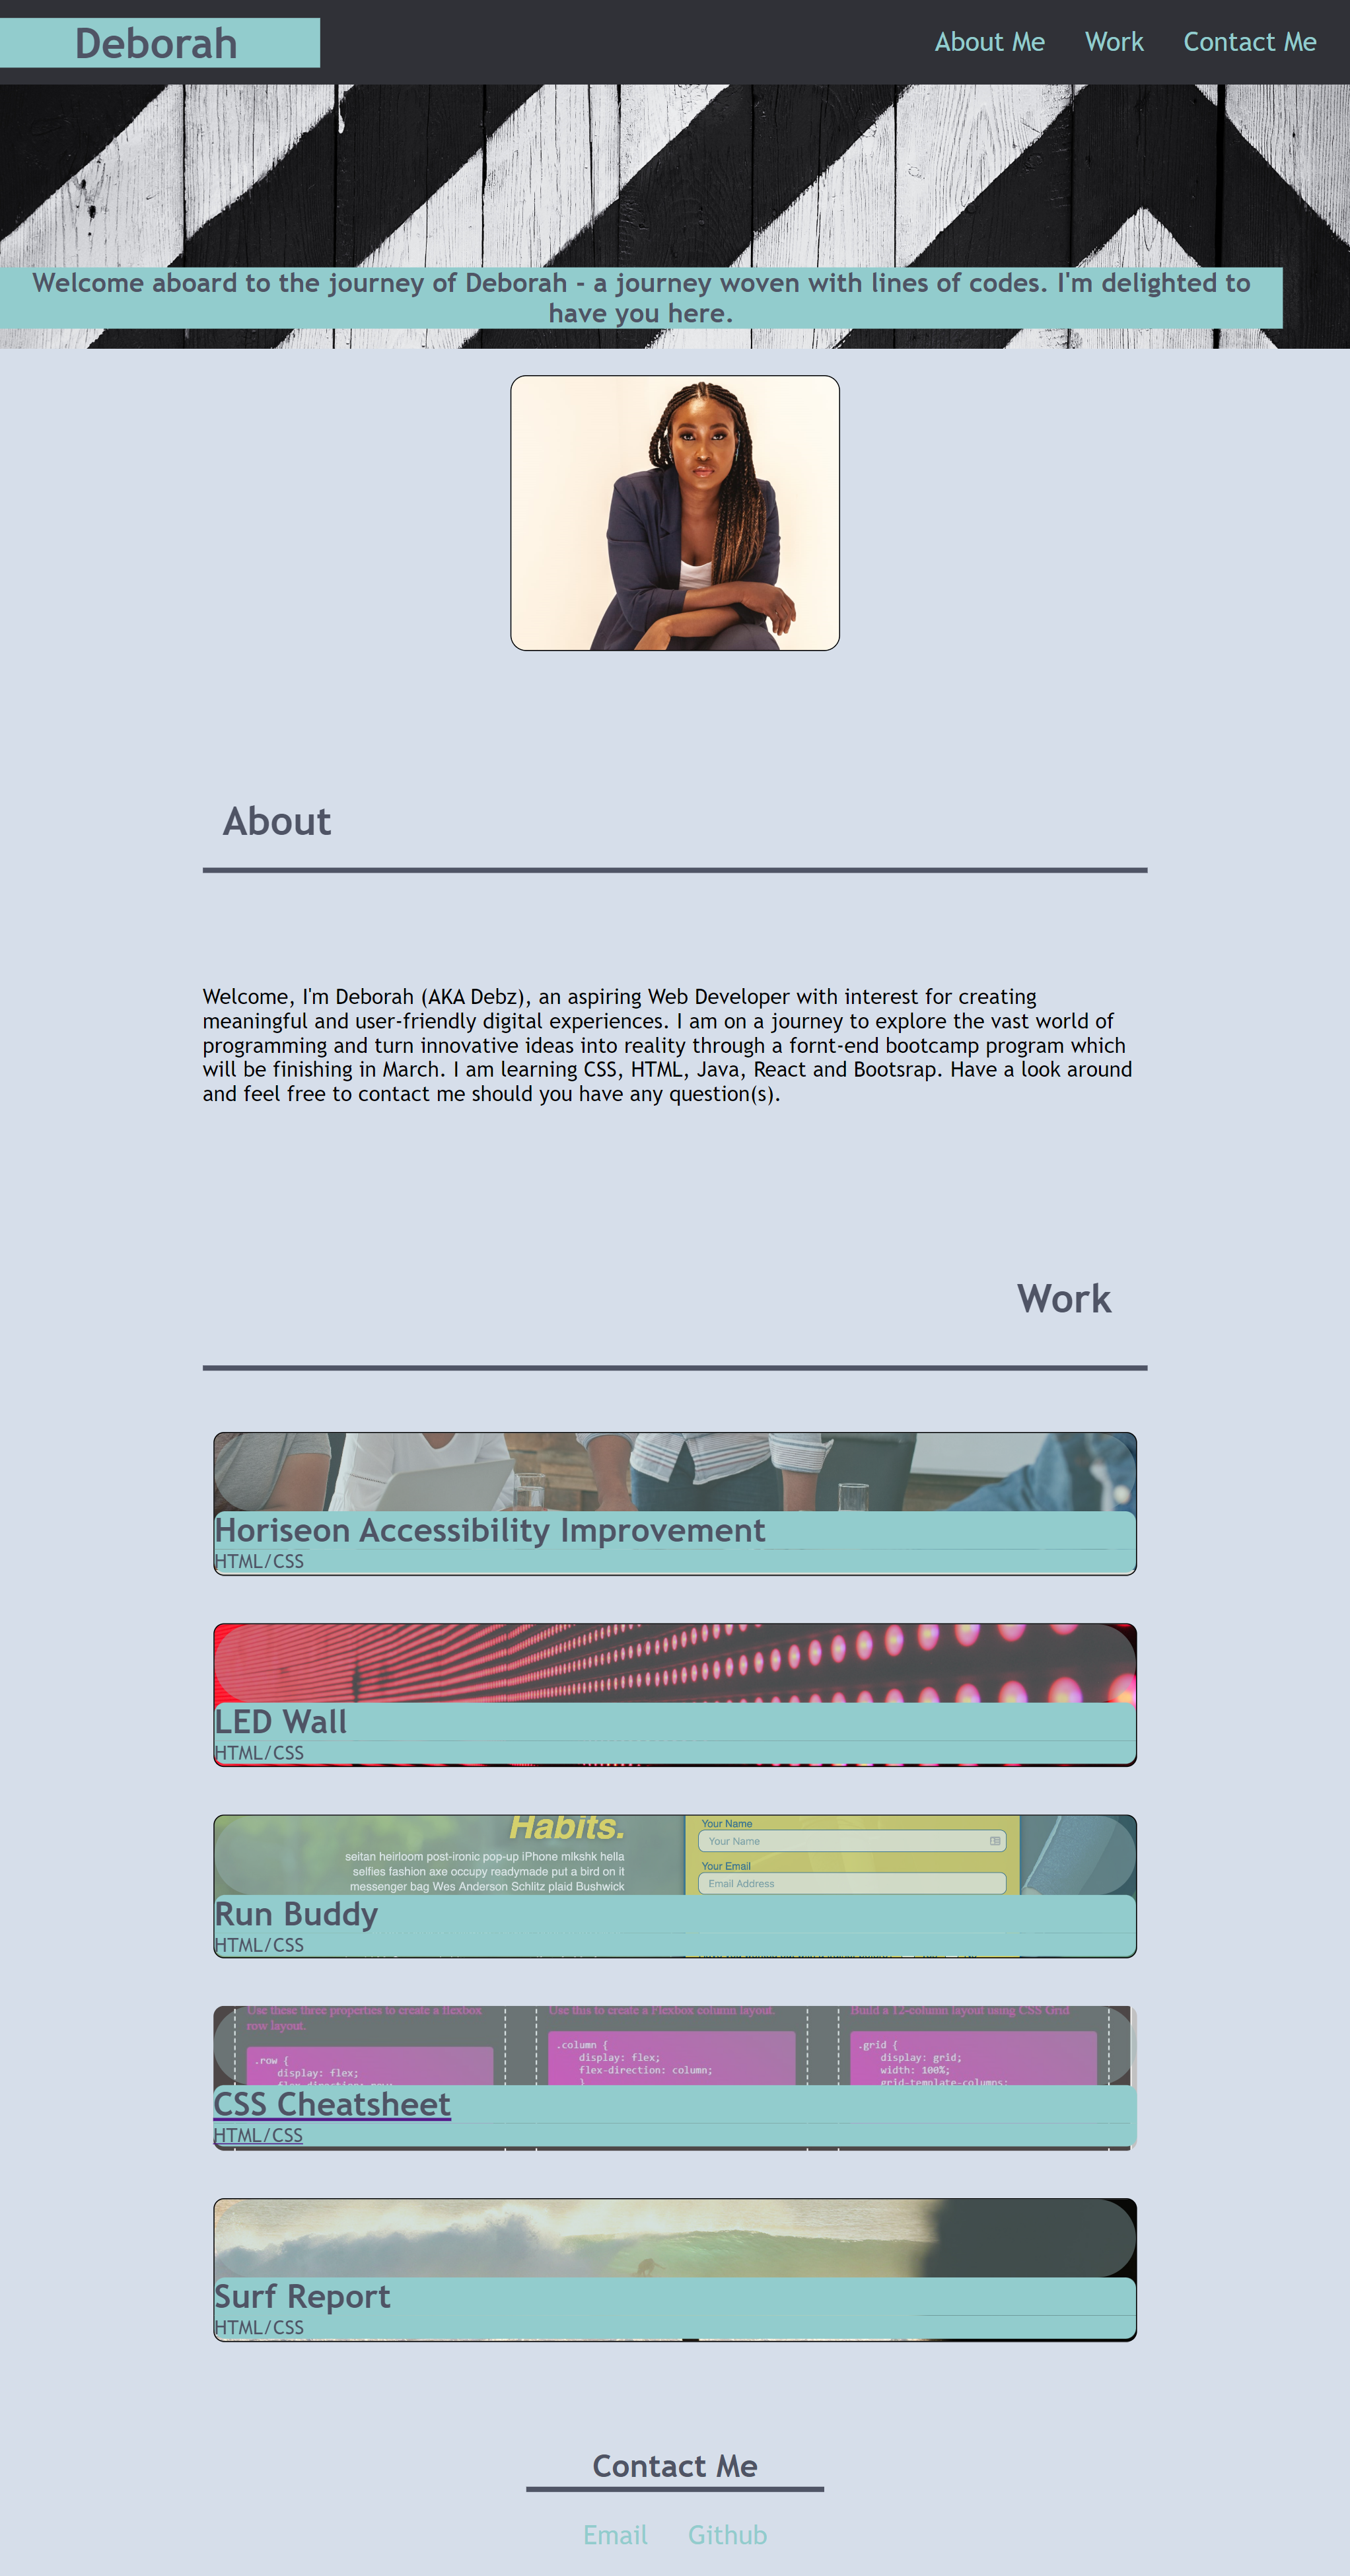 Deborah
About Me
Work
Contact Me
Welcome aboard to the journey of Deborah - a journey woven with lines of codes. I'm delighted to
have you here.
About
Welcome, I'm Deborah (AKA Debz), an aspiring Web Developer with interest for creating
meaningful and user-friendly digital experiences. I am on a journey to explore the vast world of
programming and turn innovative ideas into reality through a fornt-end bootcamp program which
will be finishing in March. I am learning CSS, HTML, Java, React and Bootsrap. Have a look around
and feel free to contact me should you have any question(s).
Work
Horiseon Accessibility Improvement
HTML/CSS
LED Wall
HTML/CSS
Habits.
seitan heirloom post-ironic pop-up iPhone mlkshk hella
selfies fashion axe occupy readymade put a bird on it
messenger bag Wes Anderson Schlitz plaid Bushwick
Your Name
Your Name
Your Email
Email Address
Run Buddy
HTML/CSS
Use these three properties to create a flexbox
row layout.
.row {
display: flex;
Use this to create a Flexbox column layout.
.column {
display: flex;
flex-direction: column;
}
Build a 12-column layout using CSS Grid
.grid {
display: grid;
width: 100%;
grid-template-columns:
CSS Cheatsheet
HTML/CSS
Surf Report
HTML/CSS
Contact Me
Email
Github